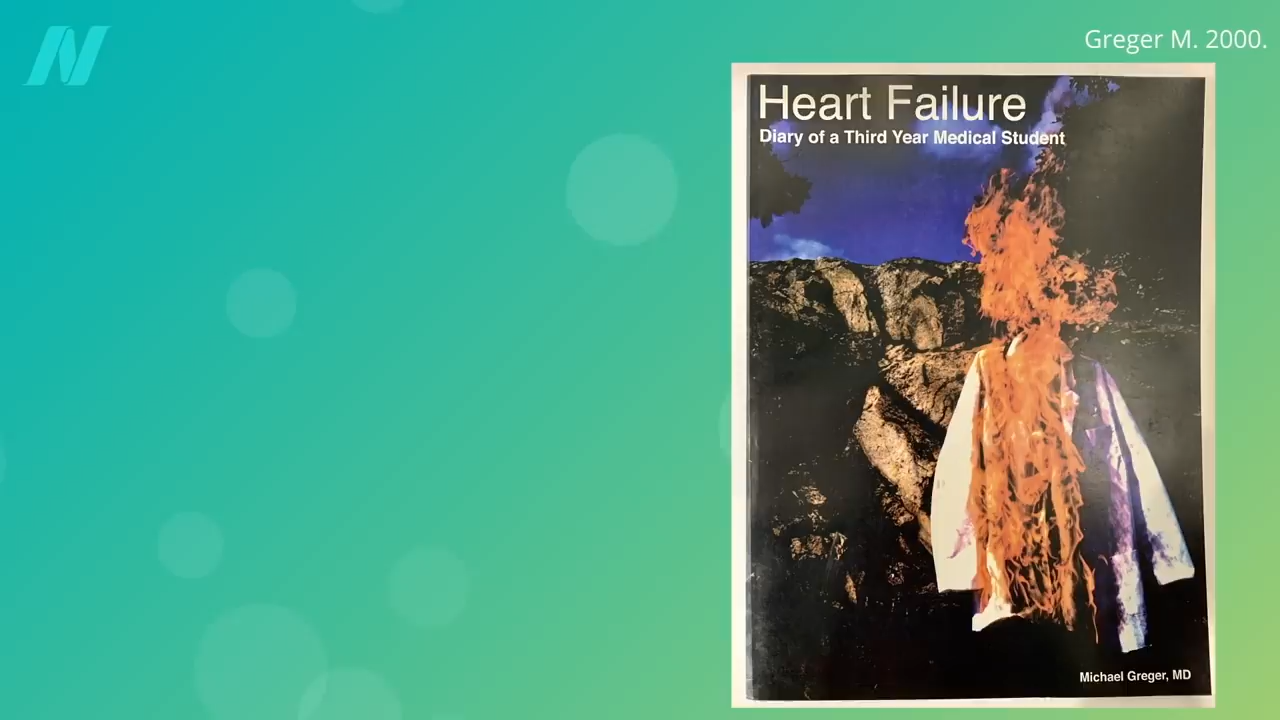 Greger M. 2000.
Heart Failure
Diary of a Third Year Medical Student
Michael Greger, MD